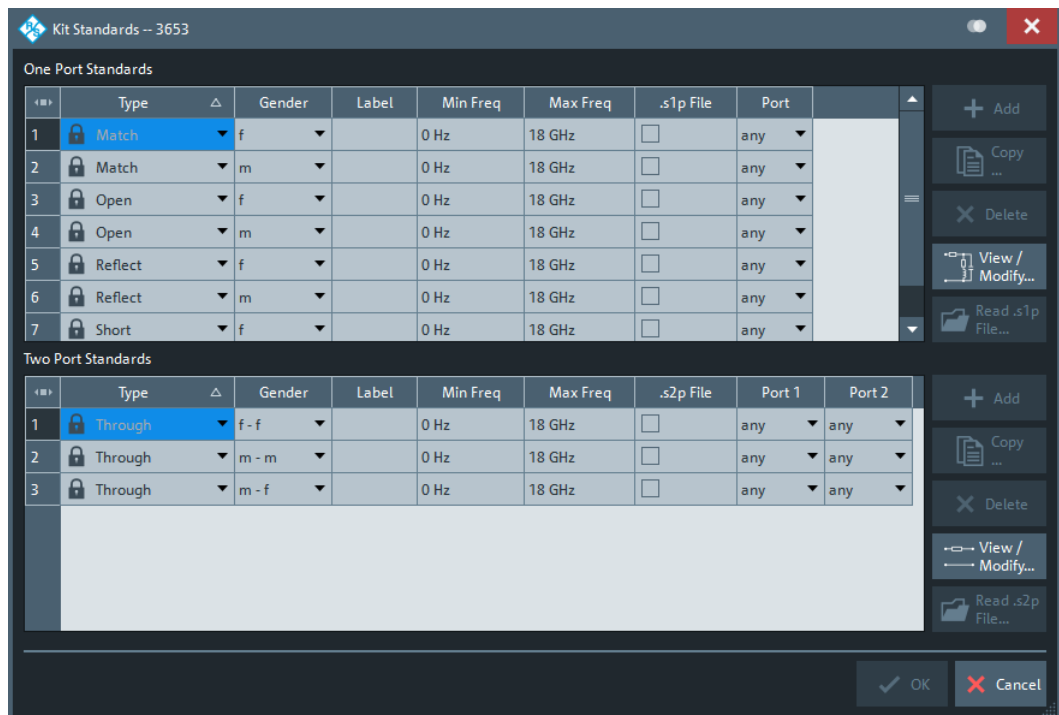 Kit Standards -- 3653
One Port Standards
Type Gender Label Min Freq Max Freq .s1p File Port
1 Match f 0 Hz 18 GHz any
2 Match m 0 Hz 18 GHz any
3 Open f 0 Hz 18 GHz any
4 Open m 0 Hz 18 GHz any
5 Reflect f 0 Hz 18 GHz any
6 Reflect m 0 Hz 18 GHz any
7 Short f 0 Hz 18 GHz any
Add
Copy
...
Delete
View /
Modify...
Read .s1p
File...
Two Port Standards
Type Gender Label Min Freq Max Freq .s2p File Port 1 Port 2
1 Through f - f 0 Hz 18 GHz any any
2 Through m - m 0 Hz 18 GHz any any
3 Through m - f 0 Hz 18 GHz any any
Add
Copy
...
Delete
View /
Modify...
Read .s2p
File...
OK Cancel